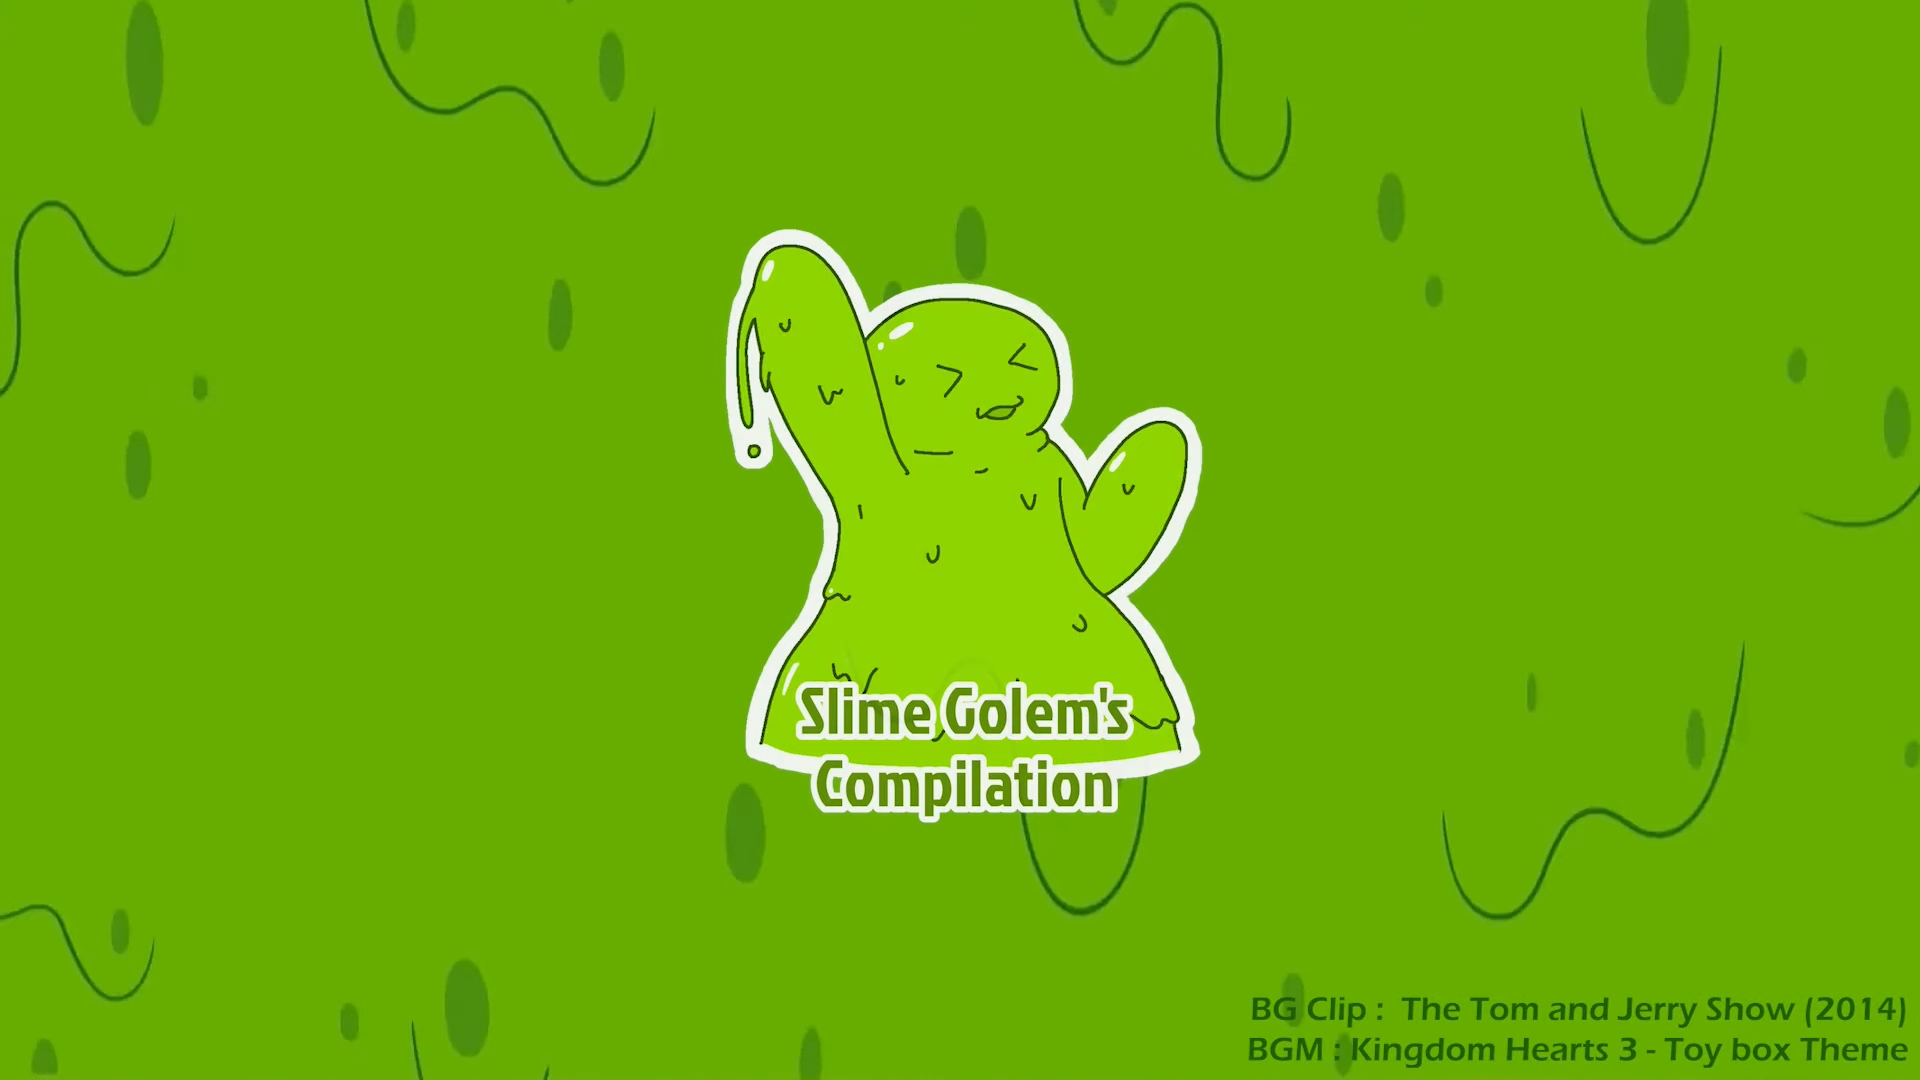 Slime Golem's
Compilation
BG Clip : The Tom and Jerry Show (2014)
BGM : Kingdom Hearts 3 - Toy box Theme